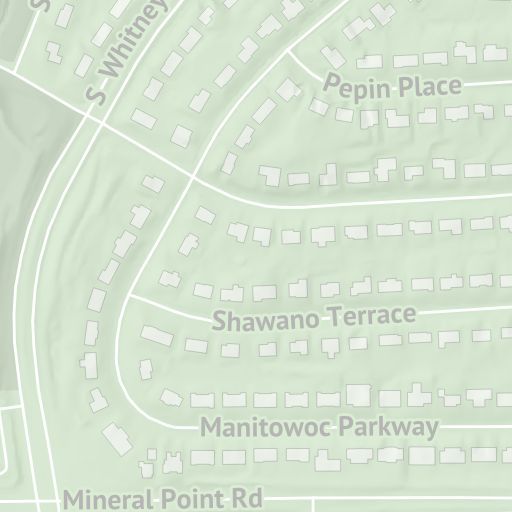 S
S Whitney
Pepin Place
Shawano Terrace
Manitowoc Parkway
Mineral Point Rd